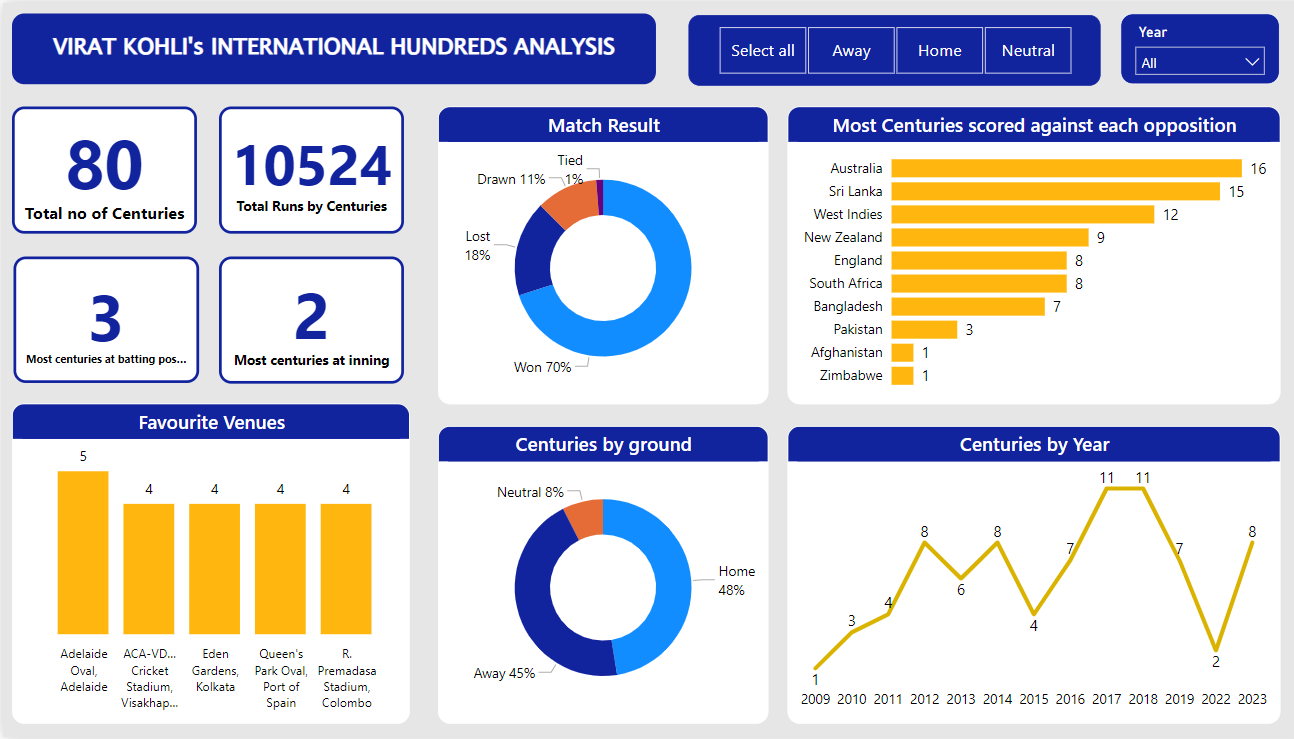 VIRAT KOHLI's INTERNATIONAL HUNDREDS ANALYSIS
Select all
Away
Home
Neutral
Year
All
80
Total no of Centuries
10524
Total Runs by Centuries
3
Most centuries at batting pos...
2
Most centuries at inning
Match Result
Tied
1%
Drawn 11%
Lost
18%
Won 70%
Most Centuries scored against each opposition
Australia 16
Sri Lanka 15
West Indies 12
New Zealand 9
England 8
South Africa 8
Bangladesh 7
Pakistan 3
Afghanistan 1
Zimbabwe 1
Favourite Venues
5 4 4 4 4
Adelaide
Oval,
Adelaide
ACA-VD...
Cricket
Stadium,
Visakhap...
Eden
Gardens,
Kolkata
Queen's
Park Oval,
Port of
Spain
R.
Premadasa
Stadium,
Colombo
Centuries by ground
Neutral 8%
Home
48%
Away 45%
Centuries by Year
1 3 4 8 6 8 4 7 11 11 7 2 8
2009 2010 2011 2012 2013 2014 2015 2016 2017 2018 2019 2022 2023